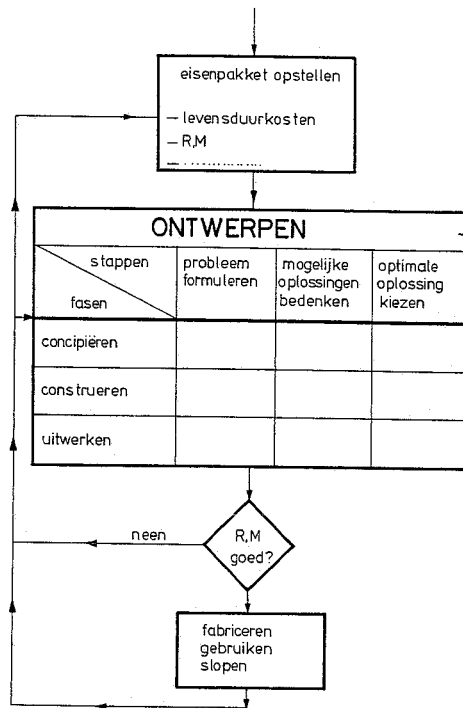 eisenpakket opstellen
– levensduurkosten
– R,M
– ..............
ONTWERPEN
stappen
fasen
probleem
formuleren
mogelijke
oplossingen
bedenken
optimale
oplossing
kiezen
concipiëren
construeren
uitwerken
neen
R,M
goed?
fabriceren
gebruiken
slopen